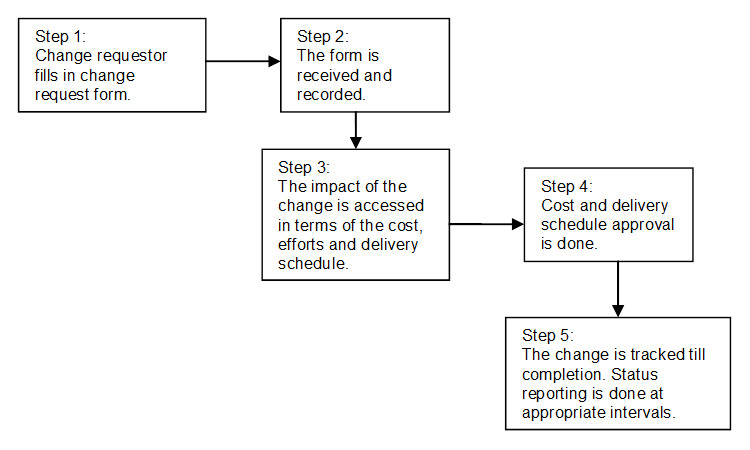 Step 1:
Change requestor
fills in change
request form.
Step 2:
The form is
received and
recorded.
Step 3:
The impact of the
change is accessed
in terms of the cost,
efforts and delivery
schedule.
Step 4:
Cost and delivery
schedule approval
is done.
Step 5:
The change is tracked till
completion. Status
reporting is done at
appropriate intervals.